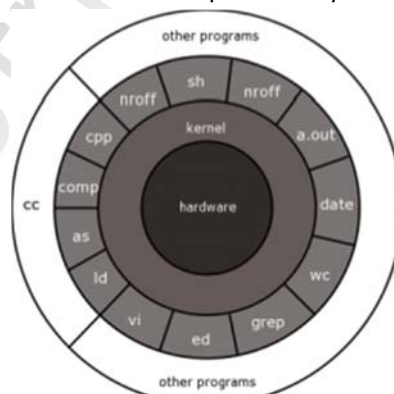 other programs
nroff
sh
nroff
cpp
kernel
a.out
comp
cc
hardware
date
as
ld
wc
vi
ed
grep
other programs